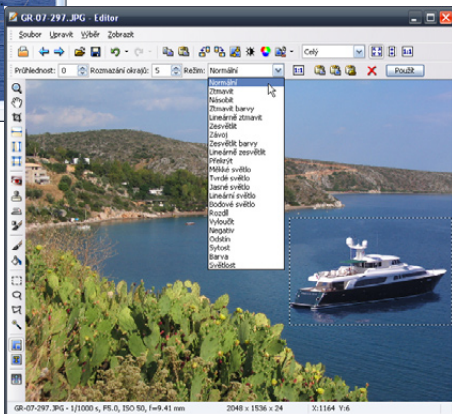 GR-07-297.JPG - Editor
Soubor Upravit Výběr Zobrazit
Celý
Průhlednost: 0 Rozmazání okrajů: 5 Režim: Normální Použít
Normální
Ztmavit
Násobit
Ztmavit barvy
Lineárně ztmavit
Zesvětlit
Závoj
Zesvětlit barvy
Lineárně zesvětlit
Překrýt
Měkké světlo
Tvrdé světlo
Jasné světlo
Lineární světlo
Bodové světlo
Rozdíl
Vyloučit
Negativ
Odstín
Sytost
Barva
Světlost
GR-07-297.JPG - 1/1000 s, F5.0, ISO 50, f=9.41 mm 2048 x 1536 x 24 X:1164 Y:6